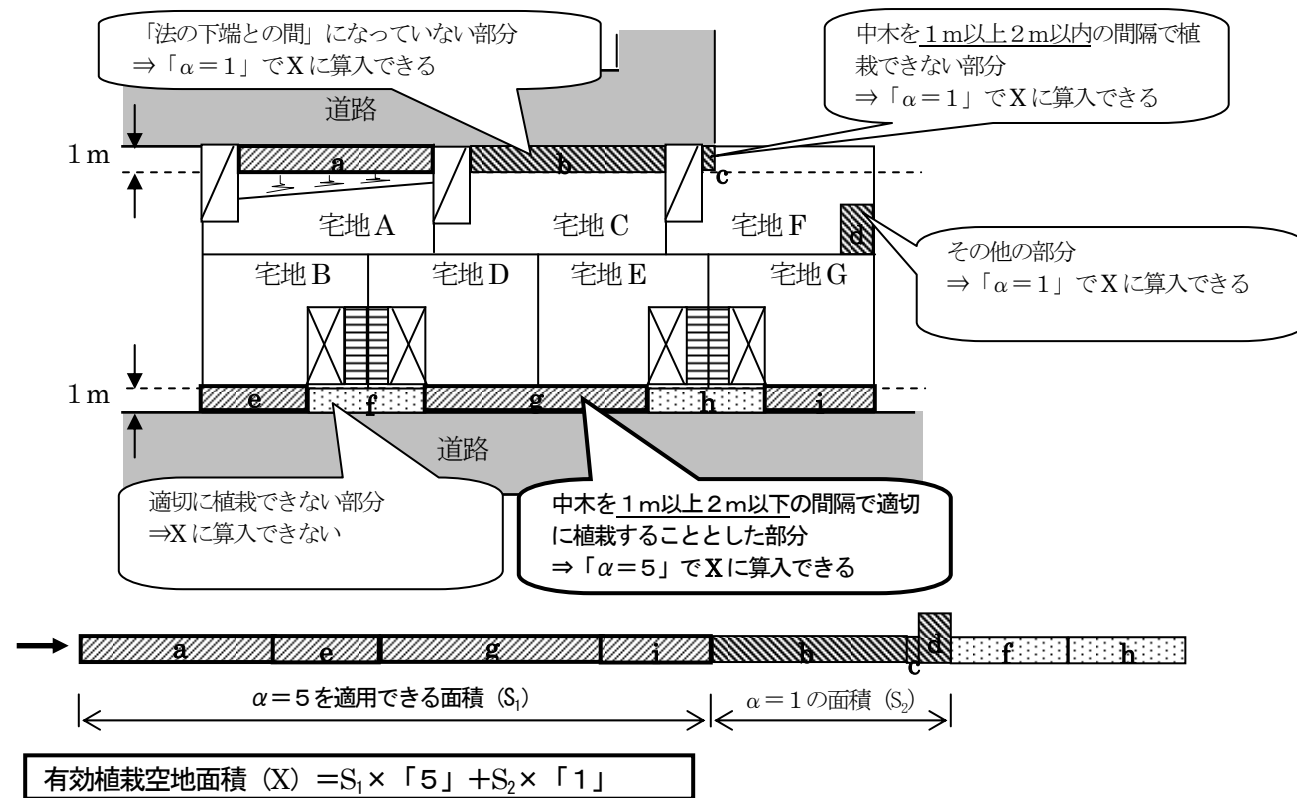 「法の下端との間」になっていない部分
⇒「α＝1」でXに算入できる
中木を１ｍ以上２ｍ以内の間隔で植
栽できない部分
⇒「α＝1」でXに算入できる
道路
1ｍ
a
b
c
宅地A
宅地C
宅地F
d
その他の部分
⇒「α＝1」でXに算入できる
宅地B
宅地D
宅地E
宅地G
1ｍ
e
f
g
h
i
道路
適切に植栽できない部分
⇒Xに算入できない
中木を１ｍ以上２ｍ以下の間隔で適切
に植栽することとした部分
⇒「α＝５」でXに算入できる
a
e
g
i
b
c
d
f
h
α＝５を適用できる面積（S₁）
α＝1の面積（S₂）
有効植栽空地面積（X）＝S₁×「５」＋S₂×「１」